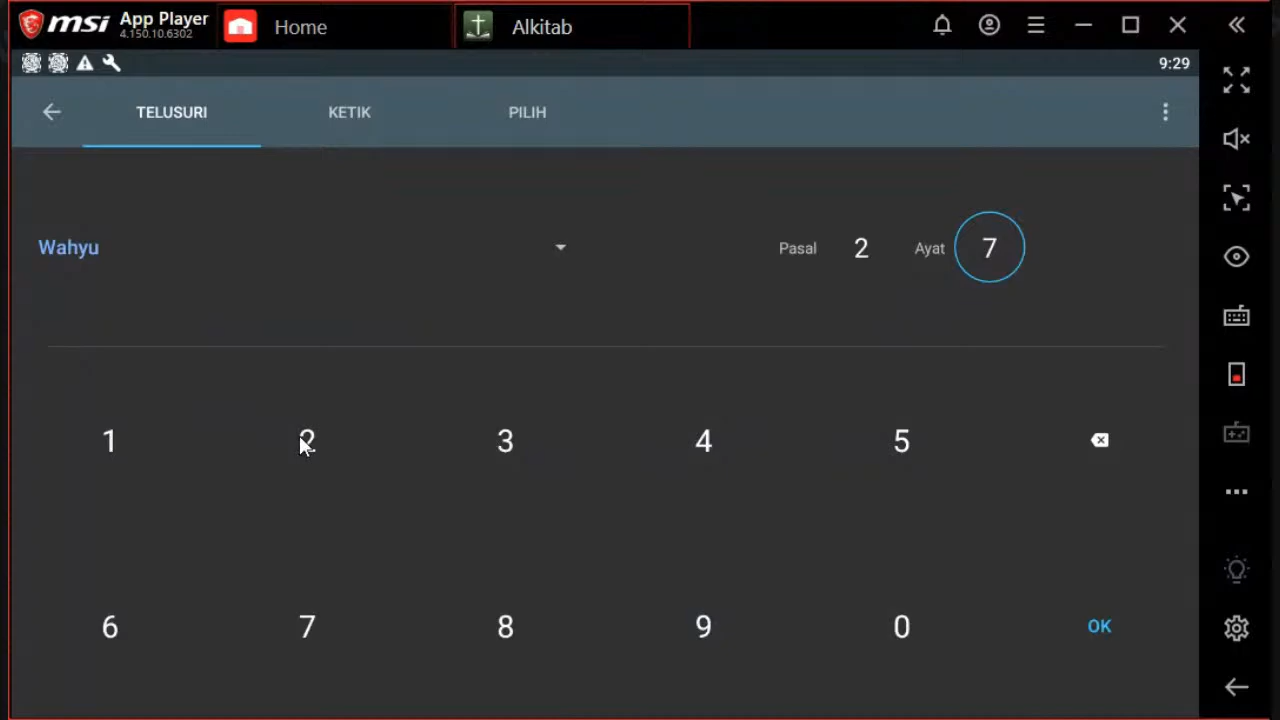 msi App Player
4.150.10.6302
Home
Alkitab
9:29
TELUSURI
KETIK
PILIH
Wahyu
Pasal 2 Ayat 7
1 2 3 4 5
6 7 8 9 0 OK